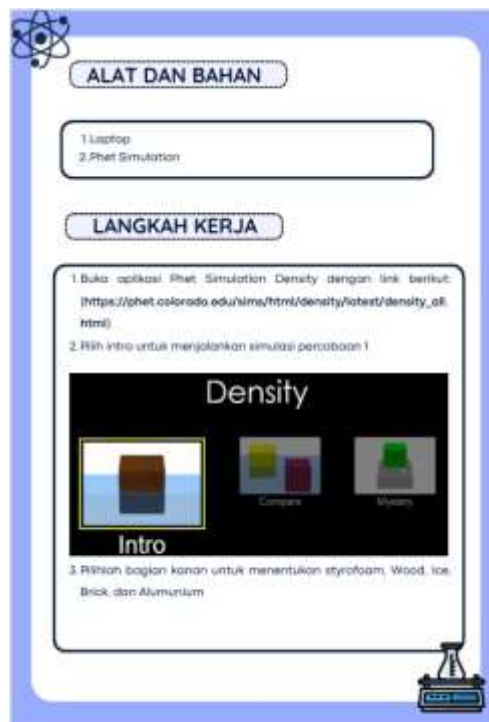 ALAT DAN BAHAN
1.Laptop
2.Phet Simulation
LANGKAH KERJA
1.Buka aplikasi Phet Simulation Density dengan link berikut:
(https://phet.colorado.edu/sims/html/density/latest/density_all.
html)
2. Pilih intro untuk menjalankan simulasi percobaan 1
Density
Intro
Compare
Mystery
3. Pilihlah bagian kanan untuk menentukan styrofoam, Wood, Ice,
Brick, dan Alumunium